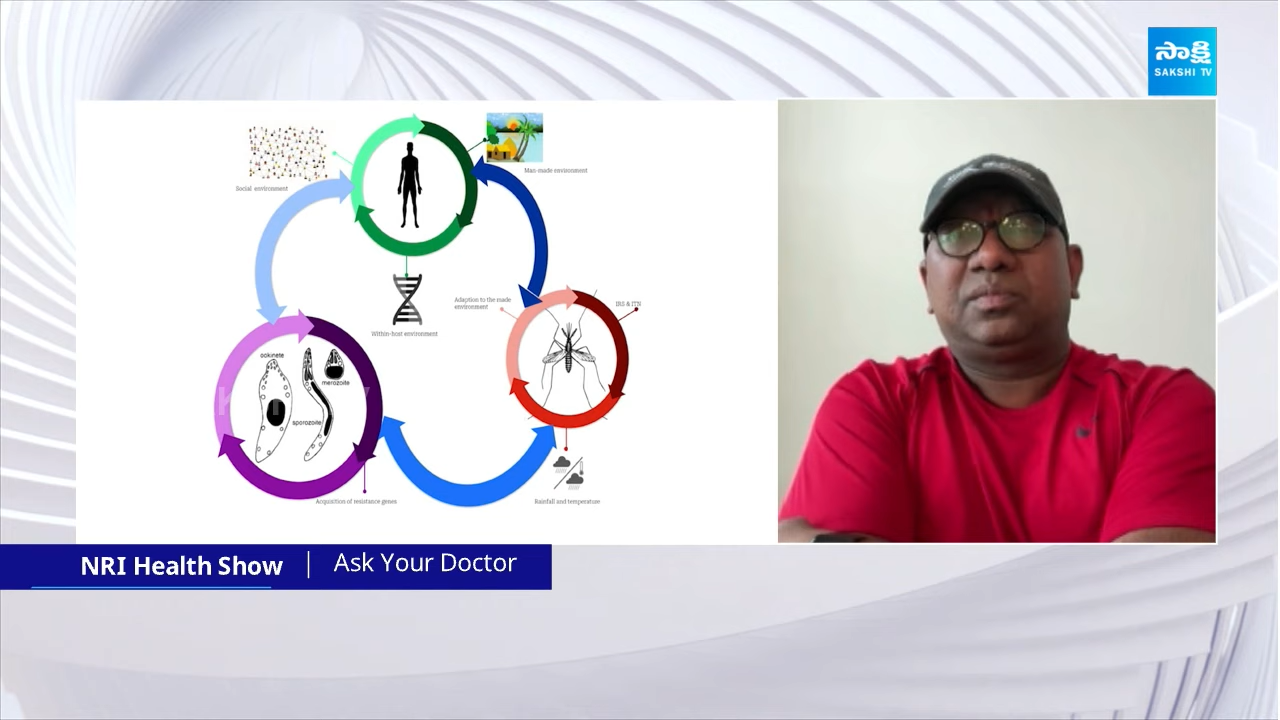 సాక్షి
SAKSHI TV
Social environment
Man-made environment
Adaption to the made
environment
IRS & ITN
Within-host environment
ookinete
merozoite
sporozoite
Acquisition of resistance genes
Rainfall and temperature
NRI Health Show | Ask Your Doctor